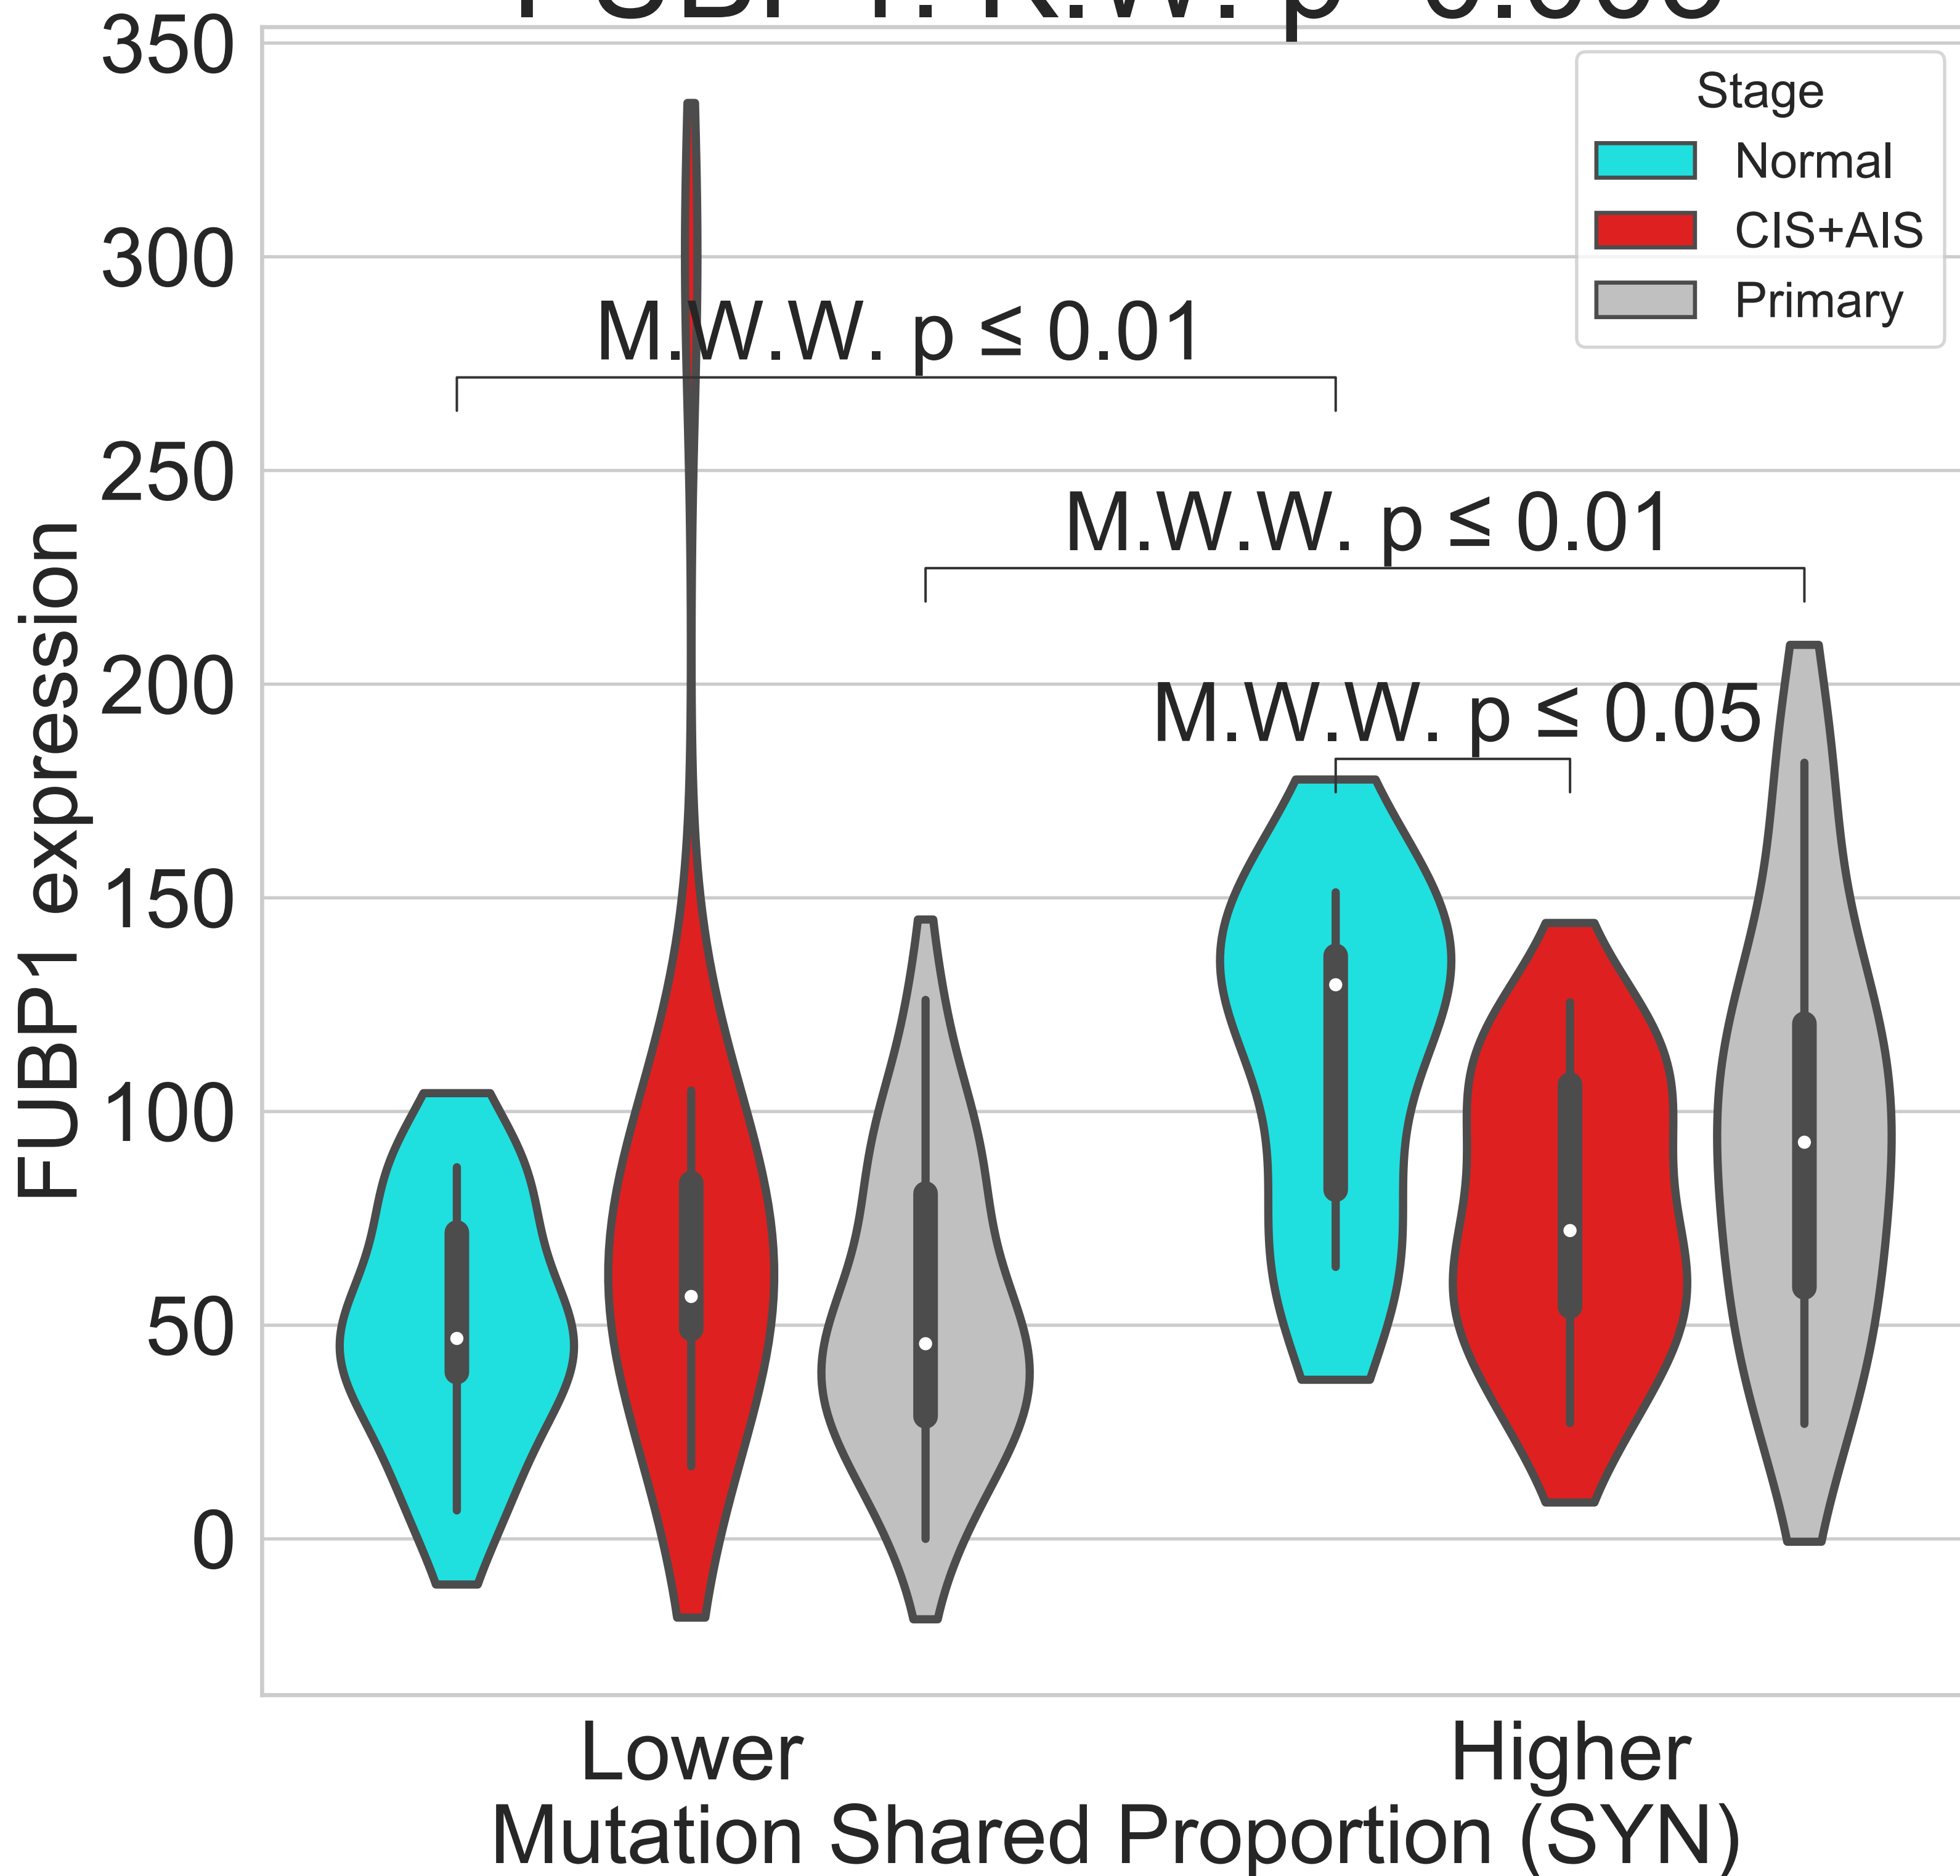 350
300
250
200
150
100
50
0
FUBP1 expression
Stage
Normal
CIS+AIS
Primary
M.W.W. p ≤ 0.01
M.W.W. p ≤ 0.01
M.W.W. p ≤ 0.05
Lower
Higher
Mutation Shared Proportion (SYN)